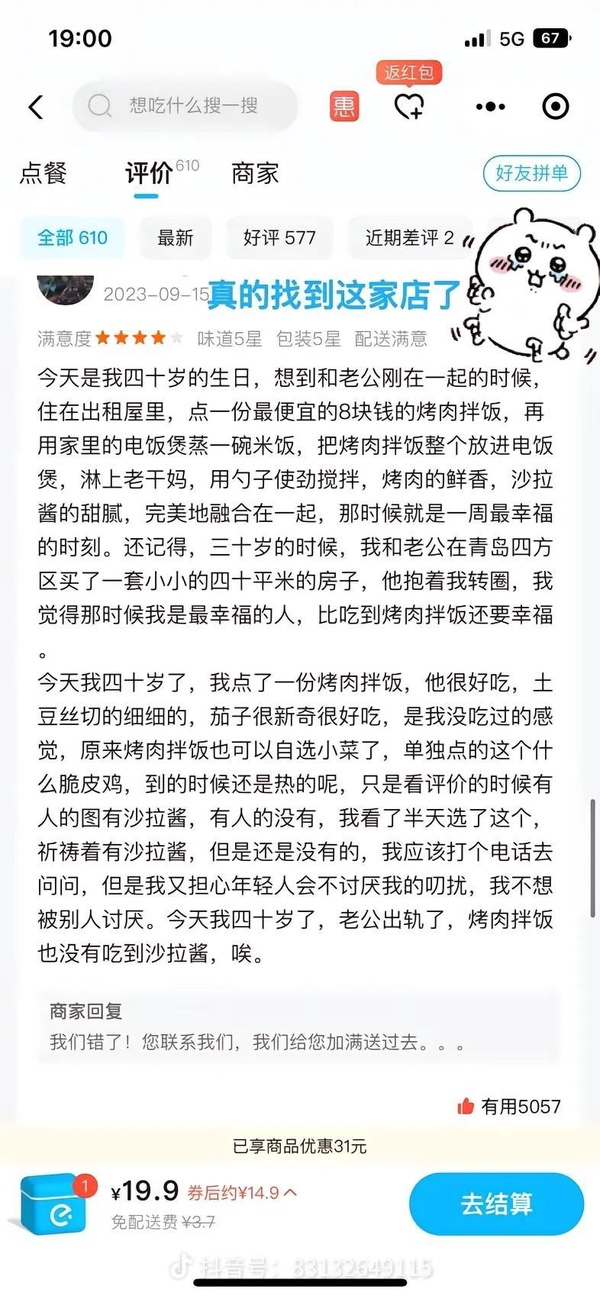 19:00
5G 67
返红包
想吃什么搜一搜
惠
点餐 评价 610 商家 好友拼单
全部 610 最新 好评 577 近期差评 2
2023-09-15
真的找到这家店了
满意度 味道5星 包装5星 配送满意
今天是我四十岁的生日，想到和老公刚在一起的时候，
住在出租屋里，点一份最便宜的8块钱的烤肉拌饭，再
用家里的电饭煲蒸一碗米饭，把烤肉拌饭整个放进电饭
煲，淋上老干妈，用勺子使劲搅拌，烤肉的鲜香，沙拉
酱的甜腻，完美地融合在一起，那时候就是一周最幸福
的时刻。还记得，三十岁的时候，我和老公在青岛四方
区买了一套小小的四十平米的房子，他抱着我转圈，我
觉得那时候我是最幸福的人，比吃到烤肉拌饭还要幸福
。
今天我四十岁了，我点了一份烤肉拌饭，他很好吃，土
豆丝切的细细的，茄子很新奇很好吃，是我没吃过的感
觉，原来烤肉拌饭也可以自选小菜了，单独点的这个什
么脆皮鸡，到的时候还是热的呢，只是看评价的时候有
人的图有沙拉酱，有人的没有，我看了半天选了这个，
祈祷着有沙拉酱，但是还是没有的，我应该打个电话去
问问，但是我又担心年轻人会不讨厌我的叨扰，我不想
被别人讨厌。今天我四十岁了，老公出轨了，烤肉拌饭
也没有吃到沙拉酱，唉。
商家回复
我们错了！您联系我们，我们给您加满送过去。。。
有用5057
已享商品优惠31元
1
¥19.9 券后约¥14.9
免配送费 ¥3.7
去结算
抖音号：83132649115